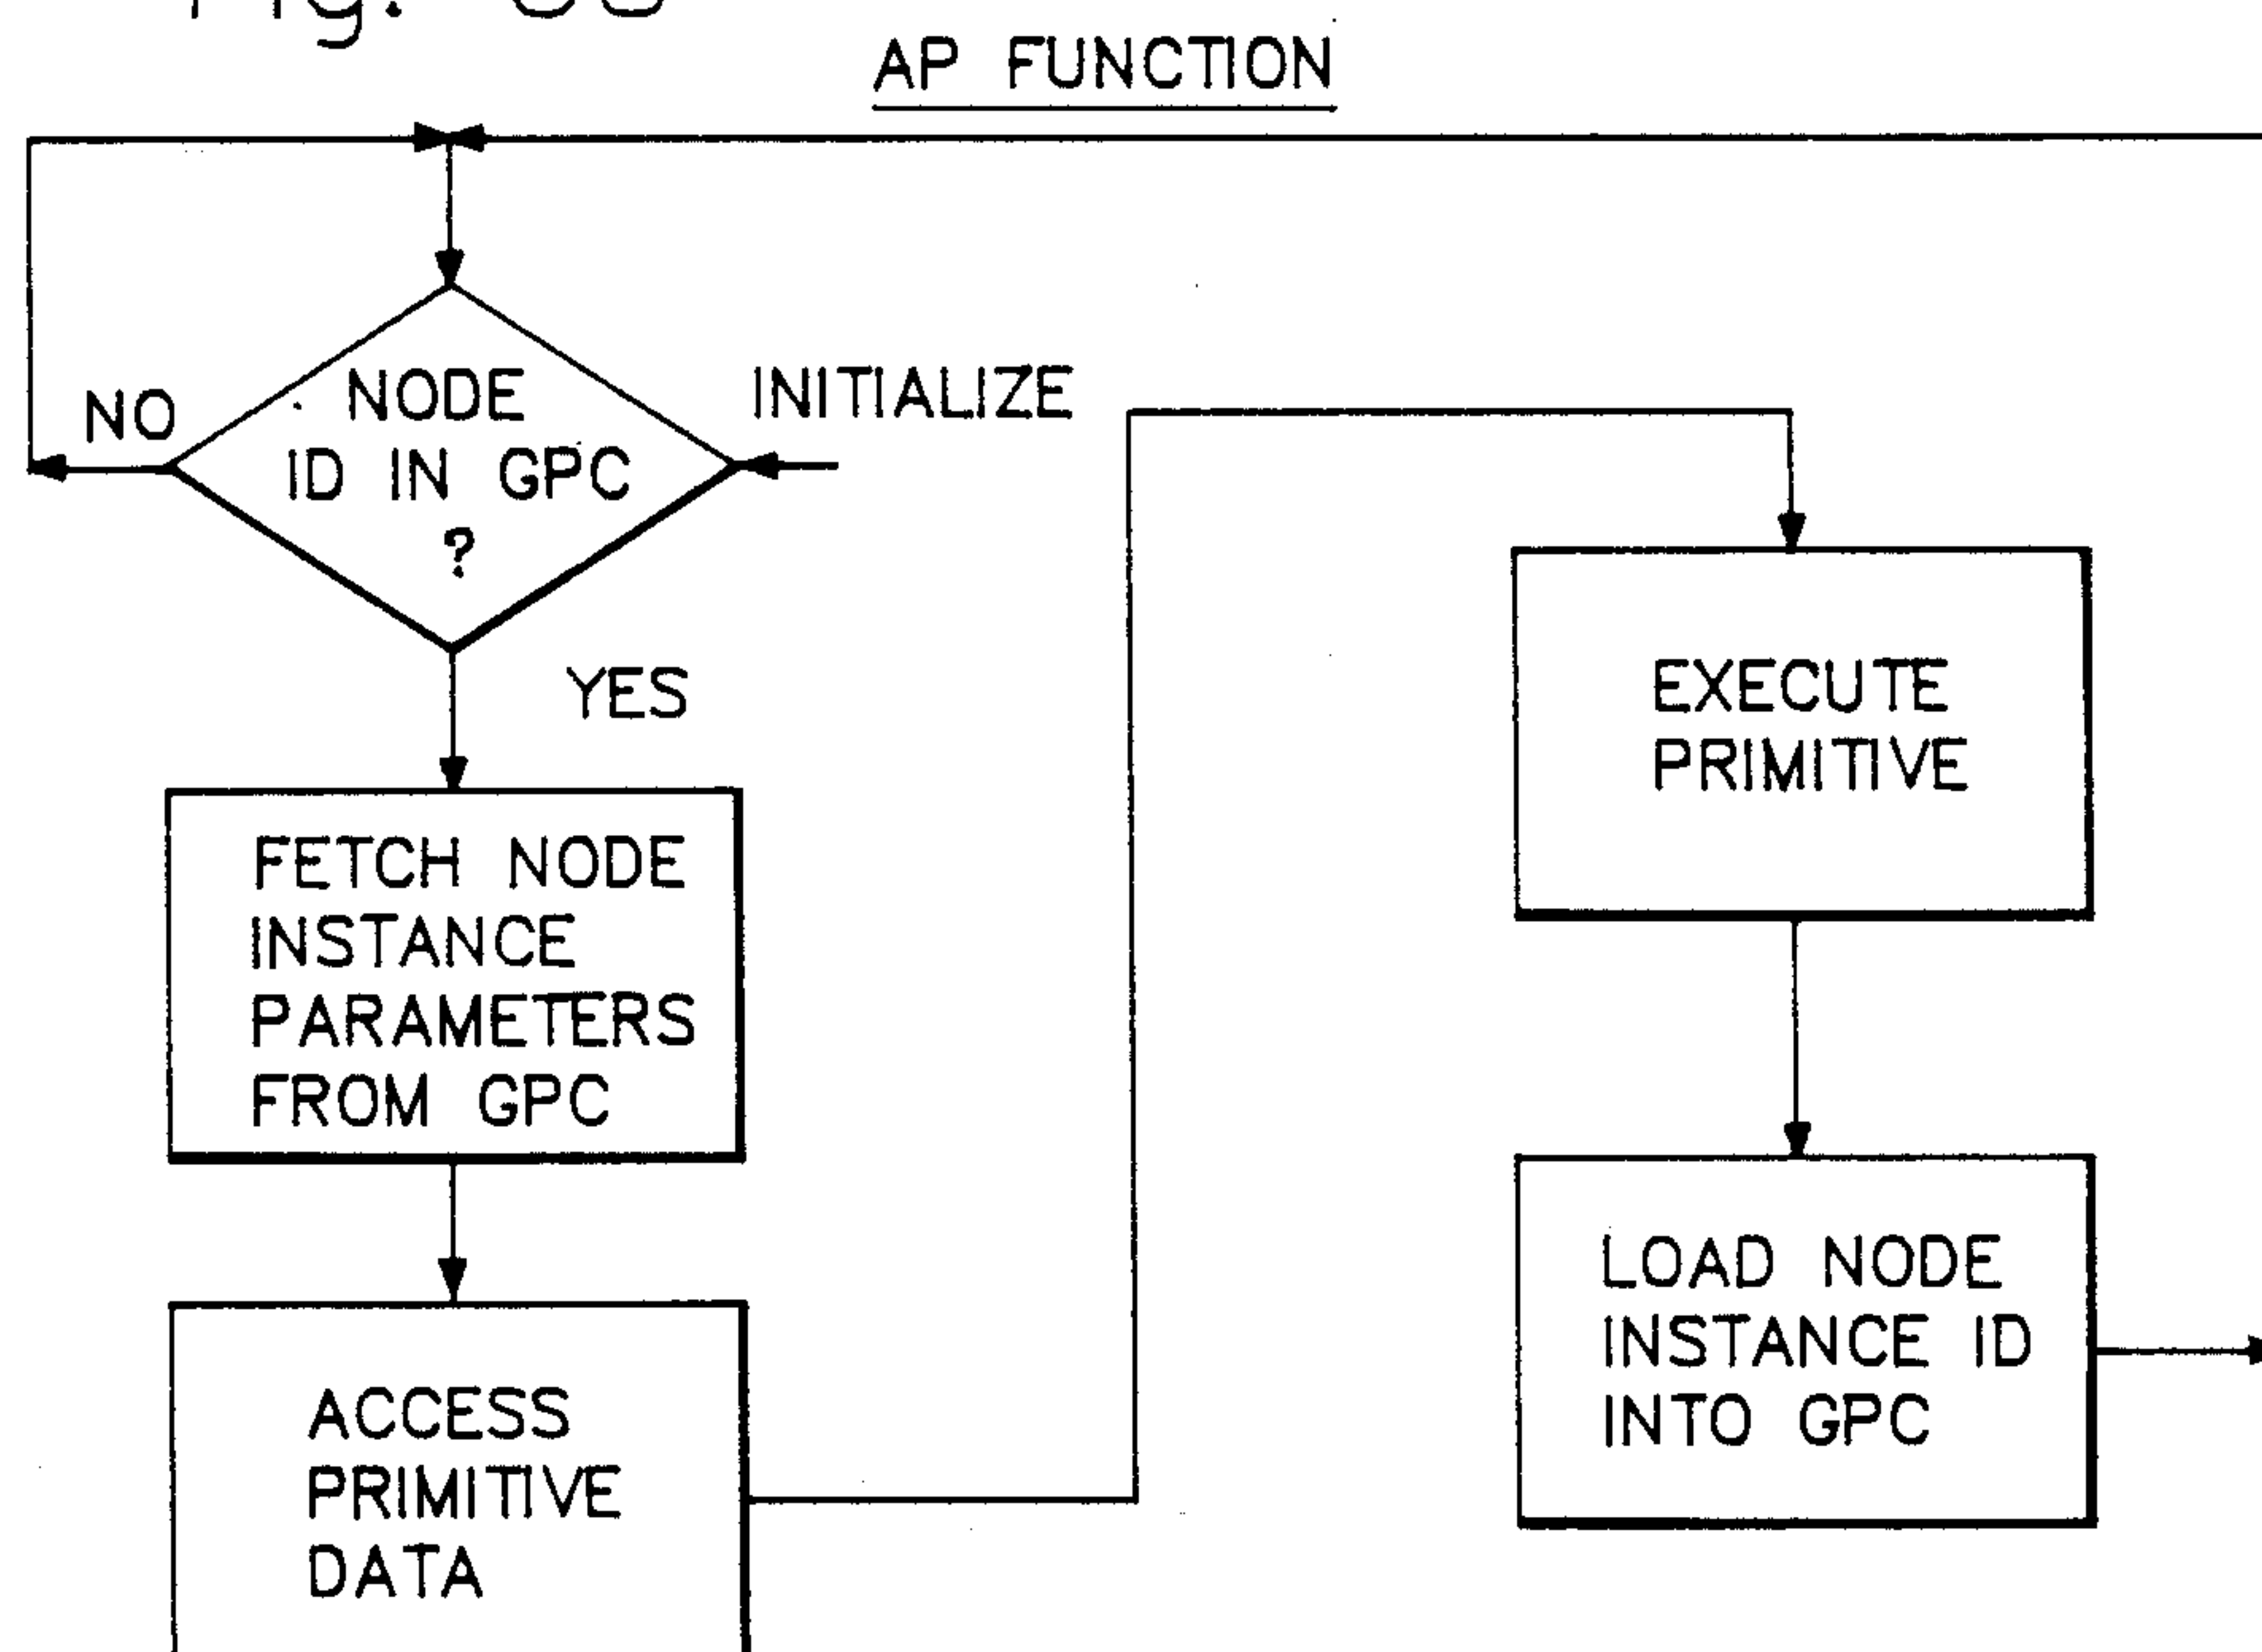 AP FUNCTION
NODE
ID IN GPC
?
NO
INITIALIZE
YES
FETCH NODE
INSTANCE
PARAMETERS
FROM GPC
ACCESS
PRIMITIVE
DATA
EXECUTE
PRIMITIVE
LOAD NODE
INSTANCE ID
INTO GPC